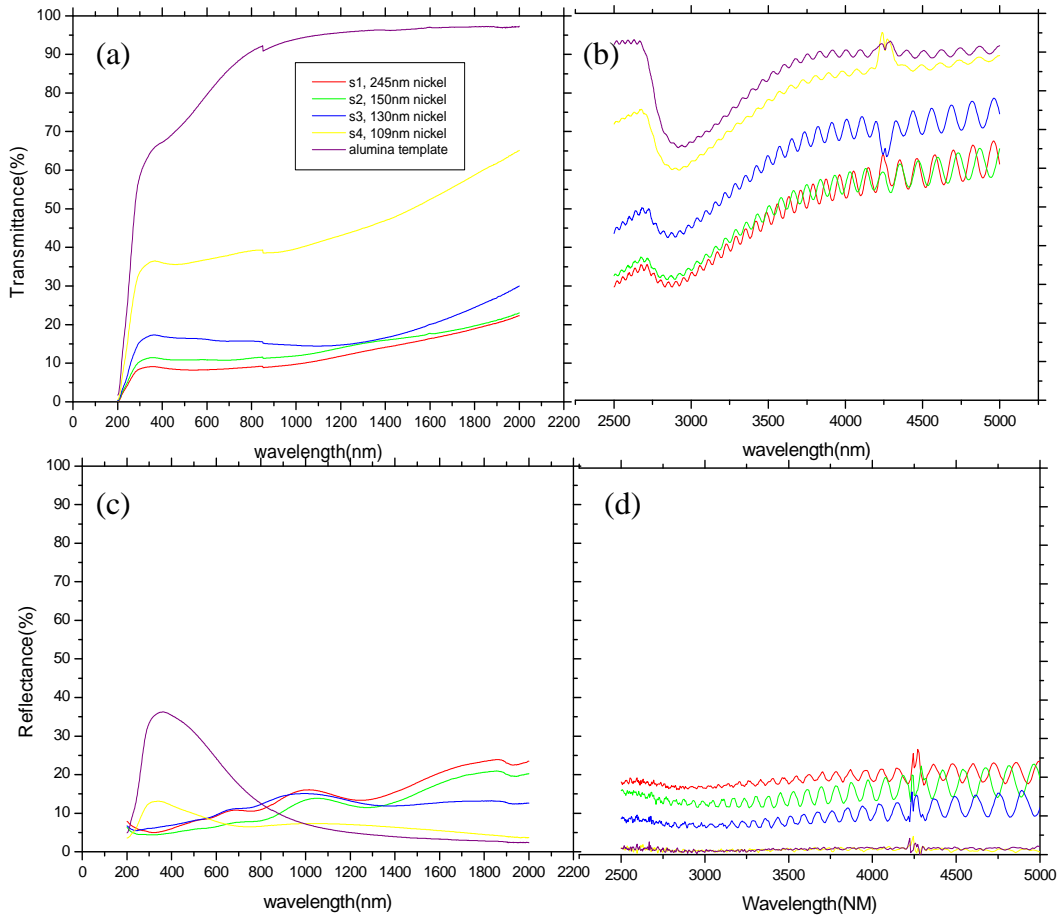 (a)
100
90
80
70
60
50
40
30
20
10
0
Transmittance(%)
s1, 245nm nickel
s2, 150nm nickel
s3, 130nm nickel
s4, 109nm nickel
alumina template
0 200 400 600 800 1000 1200 1400 1600 1800 2000 2200
wavelength(nm)
(b)
2500 3000 3500 4000 4500 5000
wavelength(nm)
(c)
100
90
80
70
60
50
40
30
20
10
0
Reflectance(%)
0 200 400 600 800 1000 1200 1400 1600 1800 2000 2200
wavelength(nm)
(d)
2500 3000 3500 4000 4500 5000
Wavelength(NM)